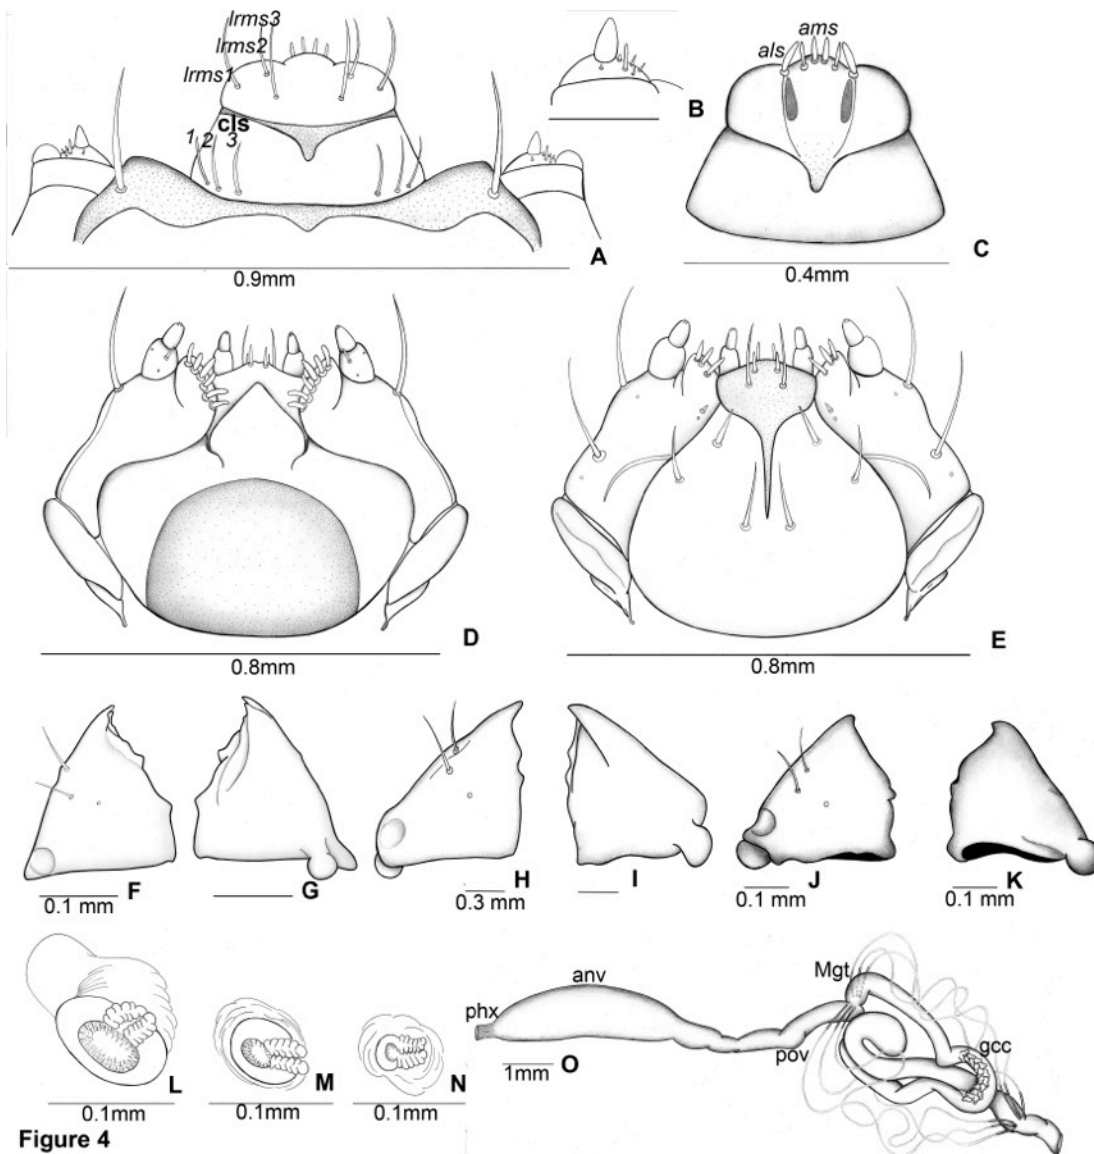 lrms3
lrms2
lrms1
cls
1 2 3
A
0.9mm
B
ams
als
C
0.4mm
D
0.8mm
E
0.8mm
F
0.1 mm
G
H
0.3 mm
I
J
0.1 mm
K
0.1 mm
L
0.1mm
M
0.1mm
N
0.1mm
phx
anv
pov
Mgt
gcc
1mm
O
Figure 4